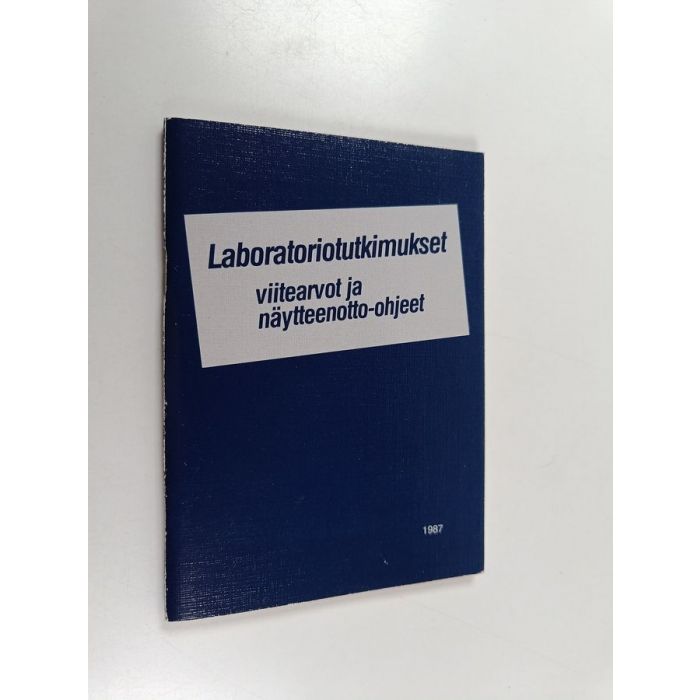 Laboratoriotutkimukset
viitearvot ja
näytteenotto-ohjeet
1987